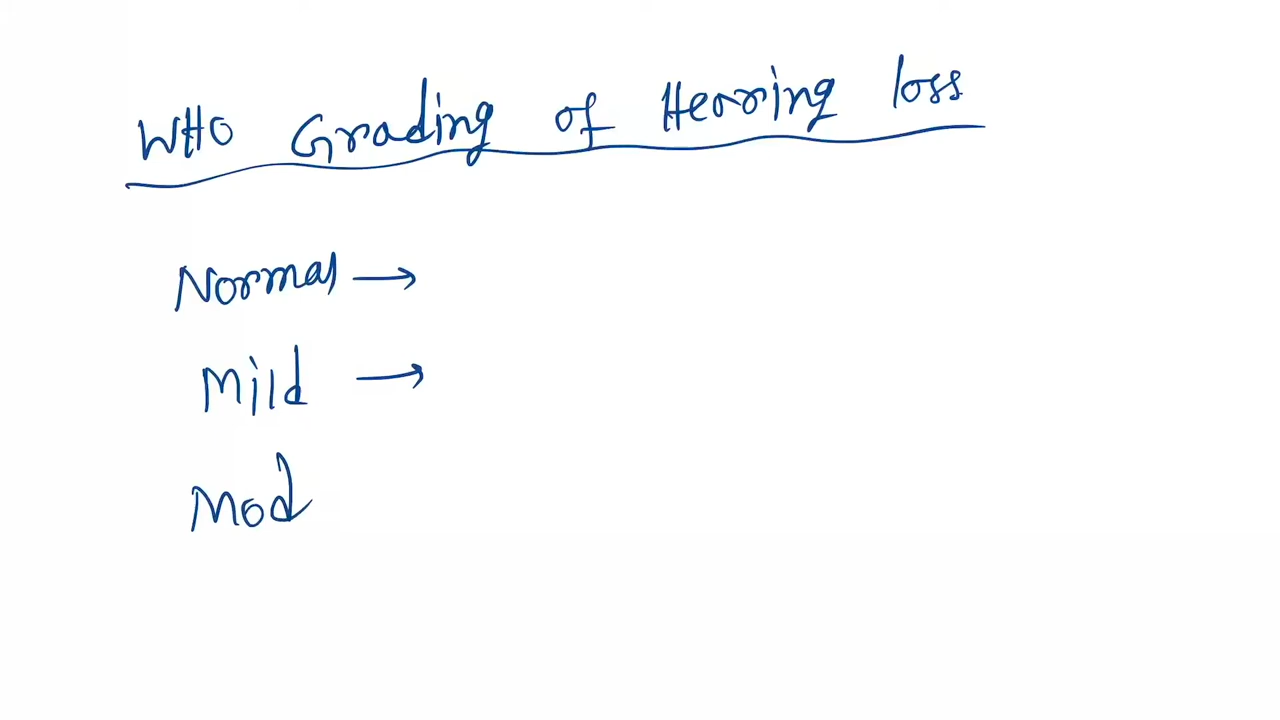 WHO Grading of Hearing loss
Normal →
Mild →
Mod